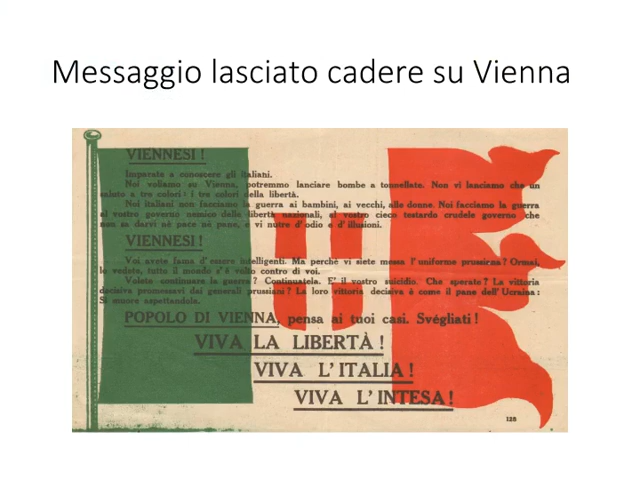 Messaggio lasciato cadere su Vienna
VIENNESI !
Imparate a conoscere gli italiani.
Noi voliamo su Vienna, potremmo lanciare bombe a tonnellate. Non vi lanciamo che un
saluto a tre colori : i tre colori della libertà.
Noi italiani non facciamo la guerra ai bambini, ai vecchi, alle donne. Noi facciamo la guerra
al vostro governo nemico delle libertà nazionali, al vostro cieco testardo crudele governo che
non sa darvi nè pace nè pane, e vi nutre d' odio e d' illusioni.
VIENNESI !
Voi avete fama d' essere intelligenti. Ma perchè vi siete messa l' uniforme prussiana ? Ormai,
lo vedete, tutto il mondo s' è volto contro di voi.
Volete continuare la guerra ? Continuatela. E' il vostro suicidio. Che sperate ? La vittoria
decisiva promessavi dai generali prussiani ? La loro vittoria decisiva è come il pane dell' Ucraina :
Si muore aspettandola.
POPOLO DI VIENNA, pensa ai tuoi casi. Svégliati !
VIVA LA LIBERTÀ !
VIVA L' ITALIA !
VIVA L' INTESA !
128